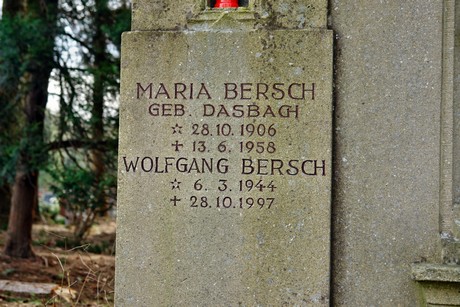 MARIA BERSCH
GEB. DASBACH
☆ 28.10.1906
✝ 13.6.1958
WOLFGANG BERSCH
☆ 6.3.1944
✝ 28.10.1997